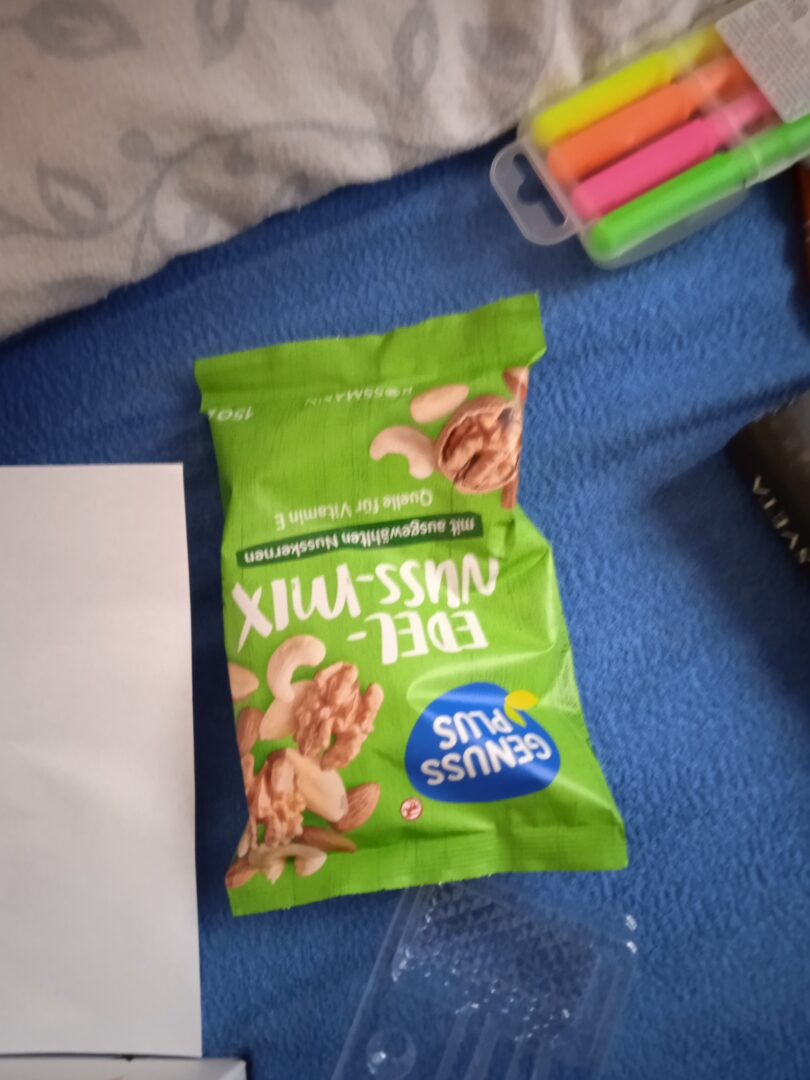 GENUSS
PLUS
EDEL-
NUSS-MIX
mit ausgewählten Nusskernen
Quelle für Vitamin E
ROSSMANN
150g